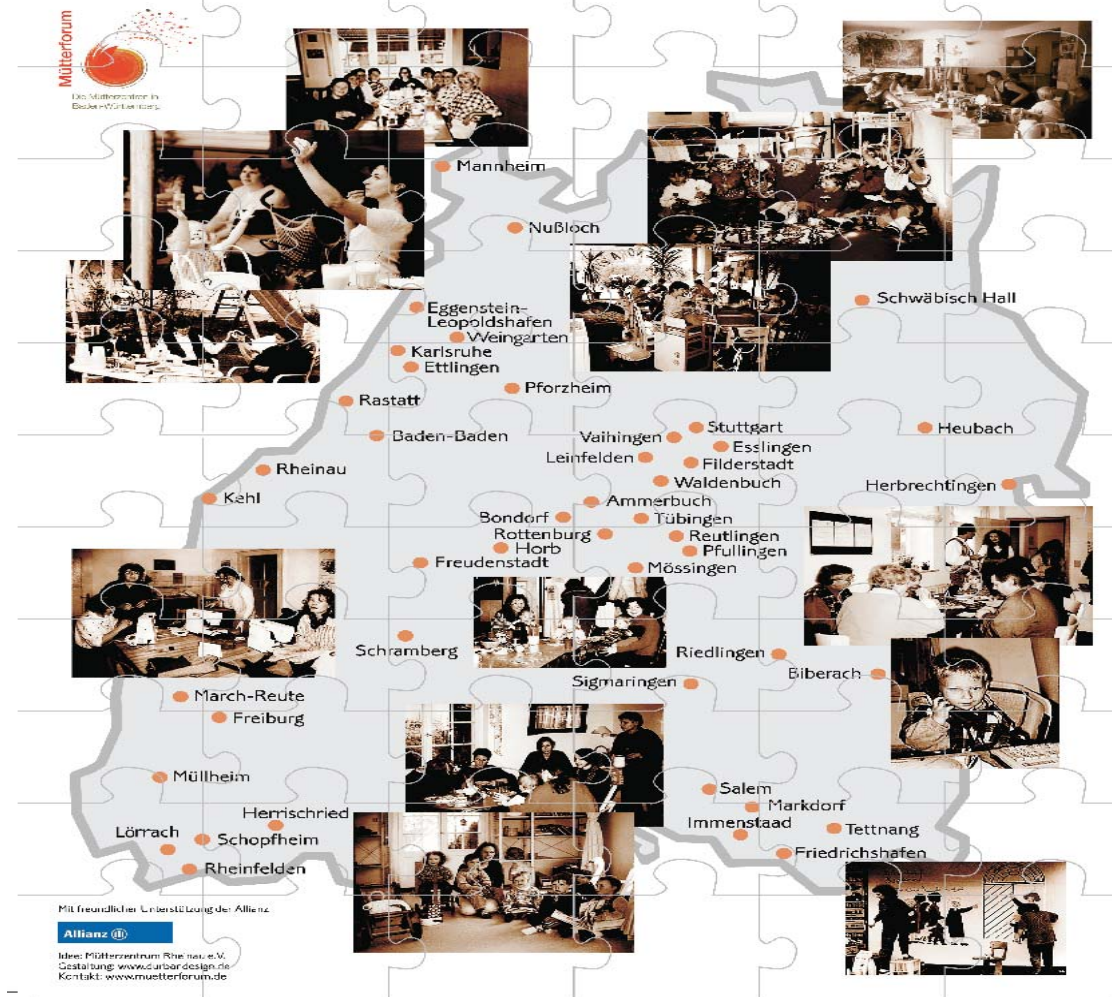 Mütterforum
Die Mütterzentren in
Baden-Württemberg
Mannheim
Nußloch
Schwäbisch Hall
Eggenstein-
Leopoldshafen
Weingarten
Karlsruhe
Ettlingen
Pforzheim
Rastatt
Baden-Baden
Stuttgart
Vaihingen
Heubach
Esslingen
Leinfelden
Filderstadt
Rheinau
Waldenbuch
Herbrechtingen
Kehl
Ammerbuch
Bondorf
Tübingen
Rottenburg
Reutlingen
Horb
Pfullingen
Freudenstadt
Mössingen
Schramberg
Riedlingen
Biberach
Sigmaringen
March-Reute
Freiburg
Müllheim
Salem
Markdorf
Herrischried
Immenstaad
Tettnang
Lörrach
Schopfheim
Friedrichshafen
Rheinfelden
Mit freundlicher Unterstützung der Allianz
Allianz
Idee: Mütterzentrum Rheinau e.V.
Gestaltung: www.durbandesign.de
Kontakt: www.muetterforum.de